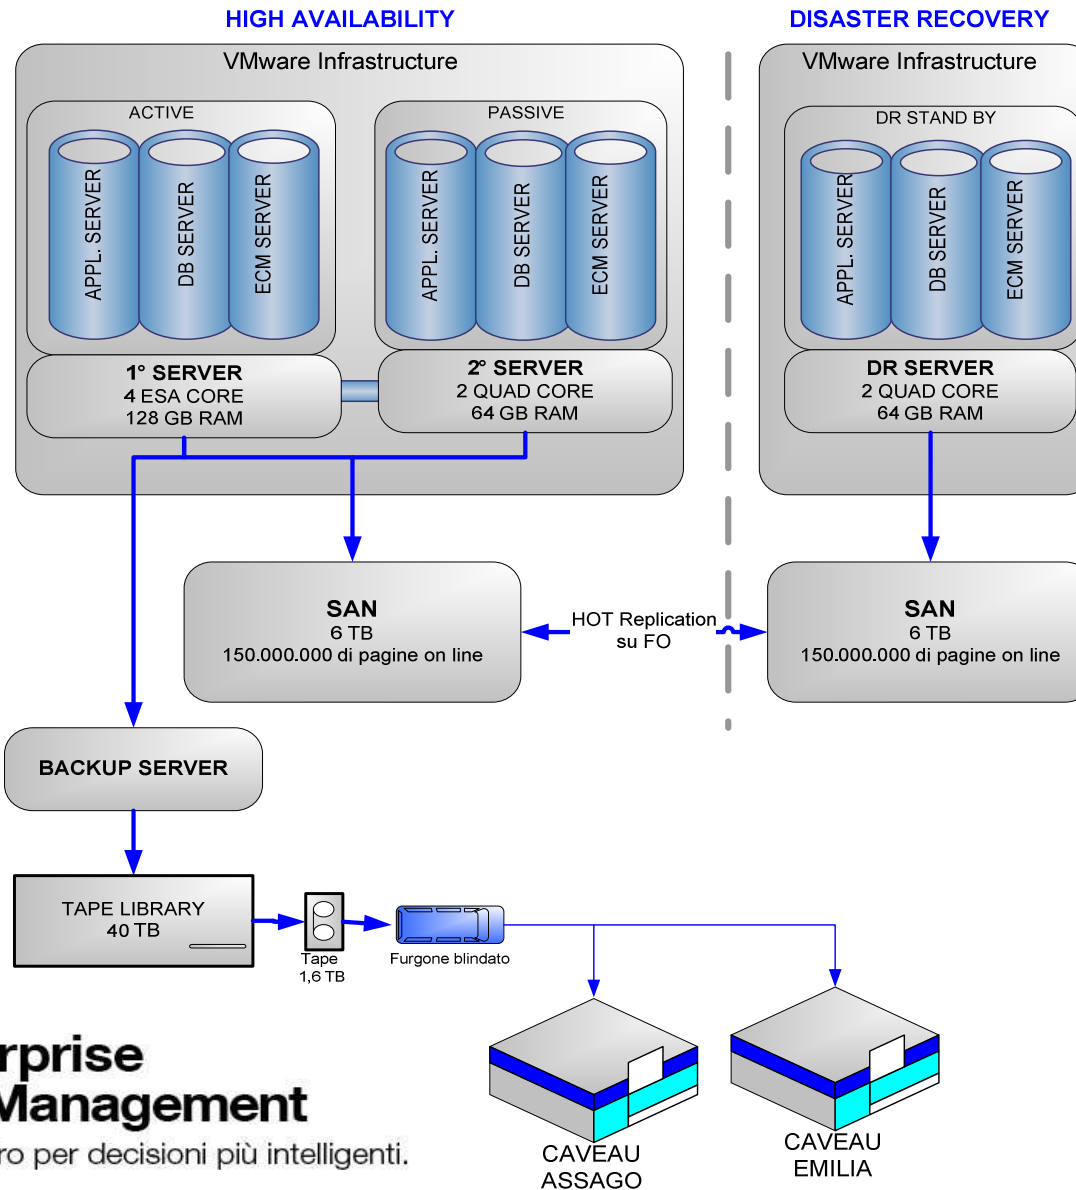 HIGH AVAILABILITY
DISASTER RECOVERY
VMware Infrastructure
VMware Infrastructure
ACTIVE
PASSIVE
DR STAND BY
APPL. SERVER
DB SERVER
ECM SERVER
APPL. SERVER
DB SERVER
ECM SERVER
APPL. SERVER
DB SERVER
ECM SERVER
1° SERVER
4 ESA CORE
128 GB RAM
2° SERVER
2 QUAD CORE
64 GB RAM
DR SERVER
2 QUAD CORE
64 GB RAM
SAN
6 TB
150.000.000 di pagine on line
HOT Replication
su FO
SAN
6 TB
150.000.000 di pagine on line
BACKUP SERVER
TAPE LIBRARY
40 TB
Tape
1,6 TB
Furgone blindato
CAVEAU
ASSAGO
CAVEAU
EMILIA
rprise
Management
ro per decisioni più intelligenti.